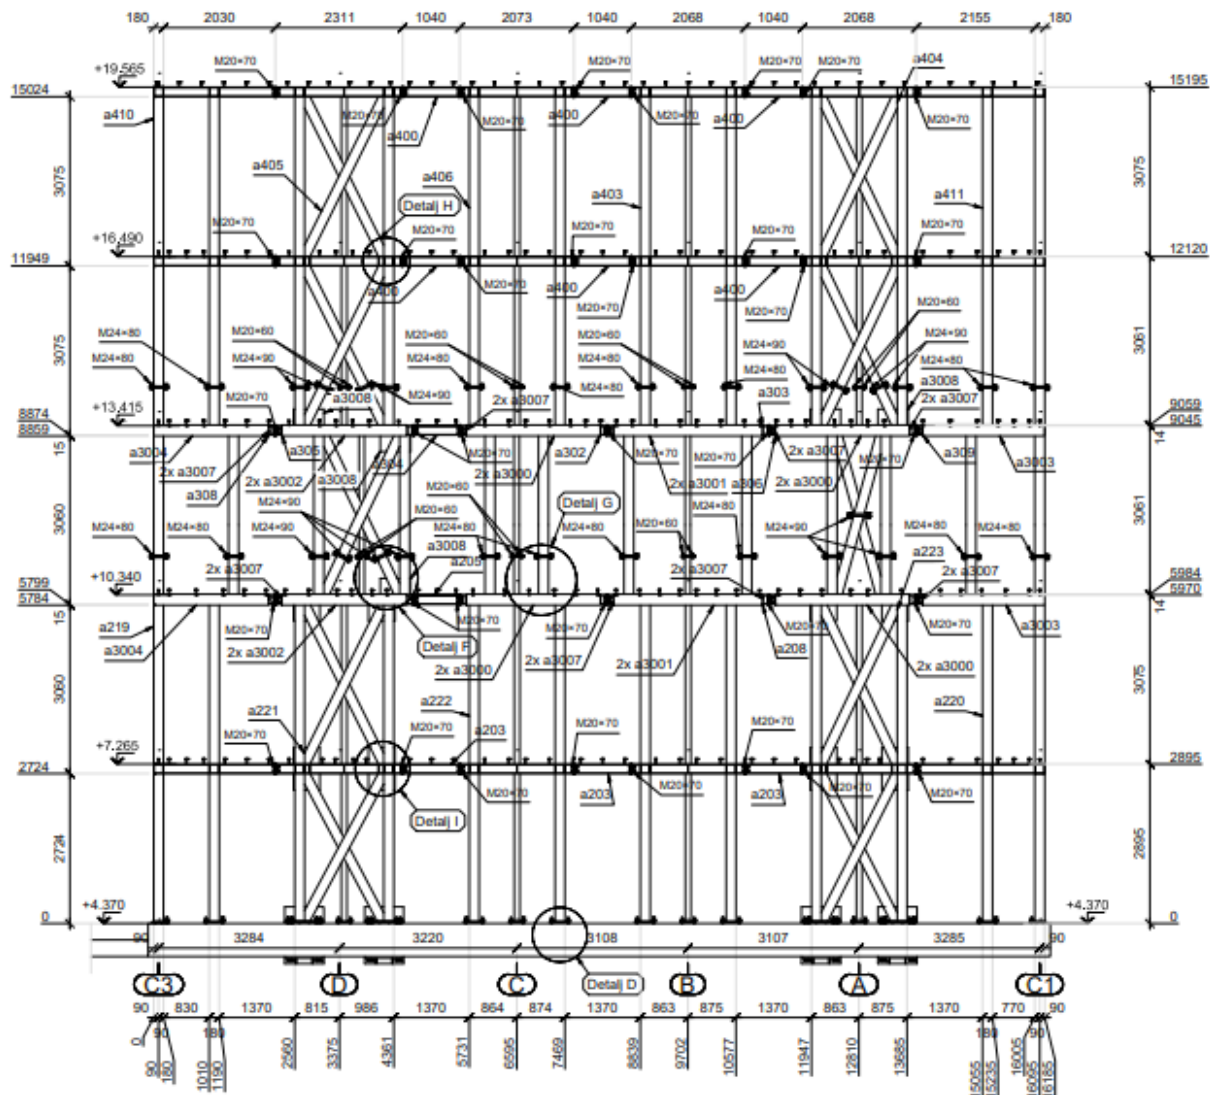 180 2030 2311 1040 2073 1040 2068 1040 2068 2155 180
+19.565 M20×70 M20×70 M20×70 M20×70 a404
15024 15195
a410 M20×70 a400 M20×70 a400 M20×70 a400 M20×70
a405 a406 a403 a411
3075 3075
Detalj H
M20×70 M20×70 M20×70 M20×70 M20×70
+16.490
11949 12120
a400 M20×70 a400 M20×70 a400 M20×70
M24×80 M20×60 M20×60 M20×60 M20×60
M24×80 M24×90 M24×80 M24×80 M24×90 M24×90
3075 3061
M24×90 M24×80 M24×80 M24×80
M20×70 a3008 2x a3007 a303 a3008 2x a3007
+13.415
8874 9059
8859 9045
15 14
a3004 a305 a304 M20×70 a302 M20×70 M20×70 2x a3007 M20×70 a309 a3003
2x a3007 2x a3002 a3008 2x a3000 2x a3001 a306 2x a3000
a308 M20×60
Detalj G
M24×90 M20×60 M24×80
3060 3061
M24×80 M24×80 M24×90 M24×80 M24×80 M20×60 M24×90 M24×80 M24×80
a3008 a223
2x a3007 a205 2x a3007 2x a3007
+10.340
5799 5984
5784 5970
15 14
a219 M20×70 M20×70 M20×70 M20×70 M20×70 a3003
a3004 2x a3002 Detalj F 2x a3000 2x a3007 2x a3001 a208 2x a3000
3060 3075
a221 a222 a220
M20×70 M20×70 a203 M20×70 M20×70
+7.265
2724 2895
M20×70 a203 M20×70 a203 M20×70 M20×70
Detalj I
2724 2895
+4.370 +4.370
0 0
90 3284 3220 3108 3107 3285 90
C3 D C Detalj D B A C1
90 830 1370 815 986 1370 864 874 1370 863 875 1370 863 875 1370 770 90
90 180 180 90
0 90 180 1010 1190 2560 3375 4361 5731 6595 7469 8839 9702 10577 11947 12810 13685 15055 15235 16005 16095 16185